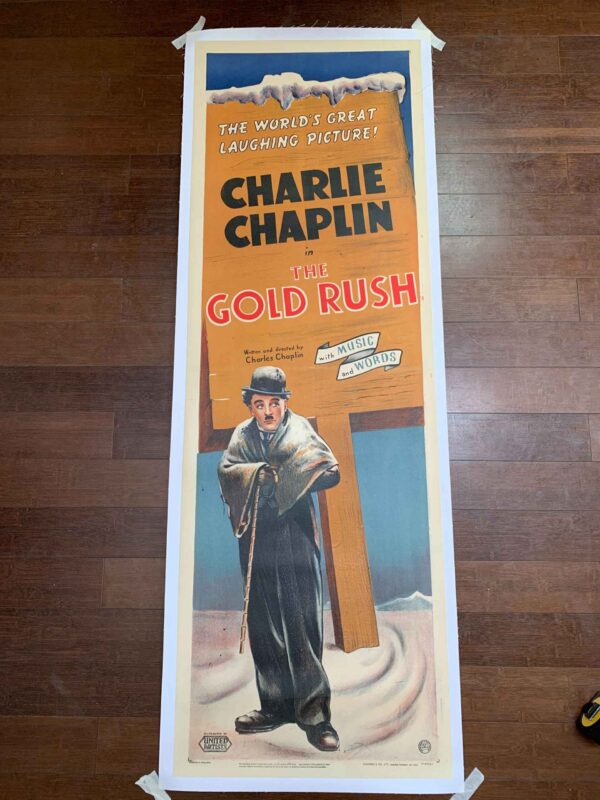 THE WORLD'S GREAT
LAUGHING PICTURE!
CHARLIE
CHAPLIN
in
THE
GOLD RUSH
Written and directed by
Charles Chaplin
with MUSIC
and WORDS
UNITED
ARTISTS